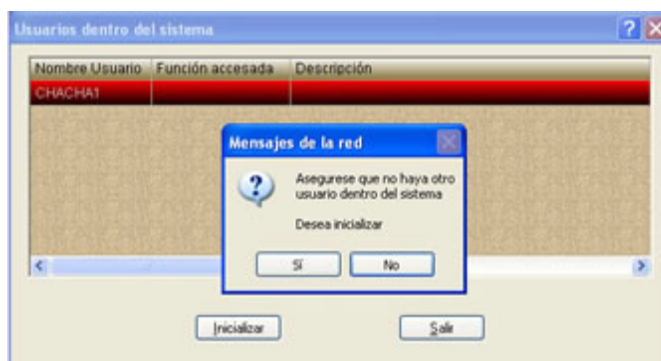 Usuarios dentro del sistema
Nombre Usuario Función accesada Descripción
CHACHA1
Mensajes de la red
Asegurese que no haya otro
usuario dentro del sistema
Desea inicializar
Sí No
Inicializar Salir